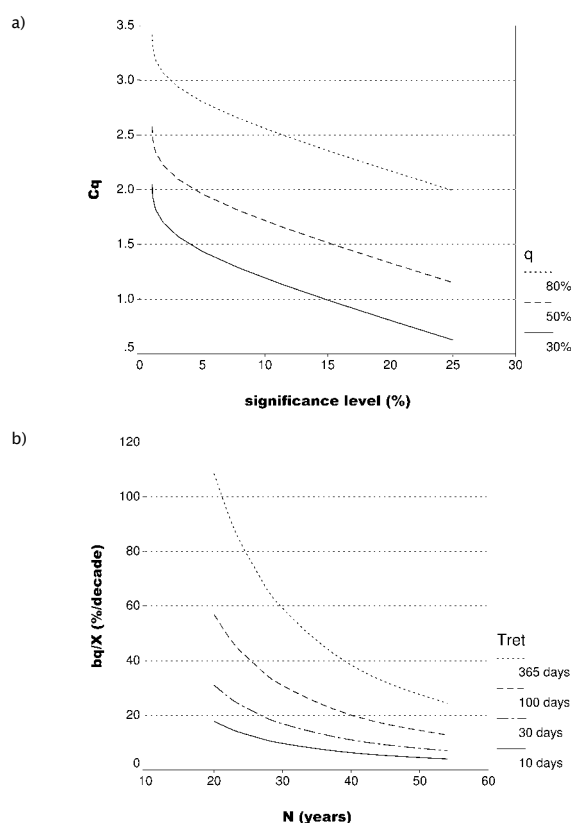 a)
3.5
3.0
2.5
2.0
1.5
1.0
.5
Cq
0 5 10 15 20 25 30
significance level (%)
q
80%
50%
30%
b)
120
100
80
60
40
20
0
bq/X (%/decade)
10 20 30 40 50 60
N (years)
Tret
365 days
100 days
30 days
10 days